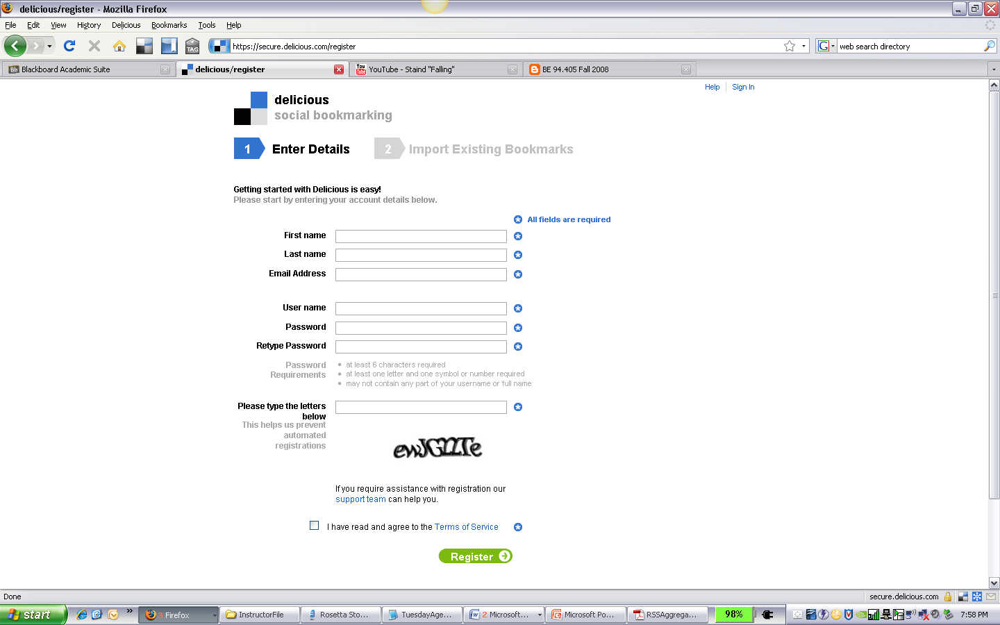 delicious/register - Mozilla Firefox
File Edit View History Delicious Bookmarks Tools Help
TAG https://secure.delicious.com/register G web search directory
Bb Blackboard Academic Suite delicious/register You Tube YouTube - Staind "Falling" BE 94.405 Fall 2008
Help Sign In
delicious
social bookmarking
1 Enter Details 2 Import Existing Bookmarks
Getting started with Delicious is easy!
Please start by entering your account details below.
All fields are required
First name
Last name
Email Address
User name
Password
Retype Password
Password Requirements
• at least 6 characters required
• at least one letter and one symbol or number required
• may not contain any part of your username or full name
Please type the letters
below
This helps us prevent
automated
registrations
If you require assistance with registration our
support team can help you.
I have read and agree to the Terms of Service
Register
Done secure.delicious.com
start 3 Firefox InstructorFile Rosetta Sto... TuesdayAge... 2 Microsoft... Microsoft Po... RSSAggrega... 98% 7:58 PM